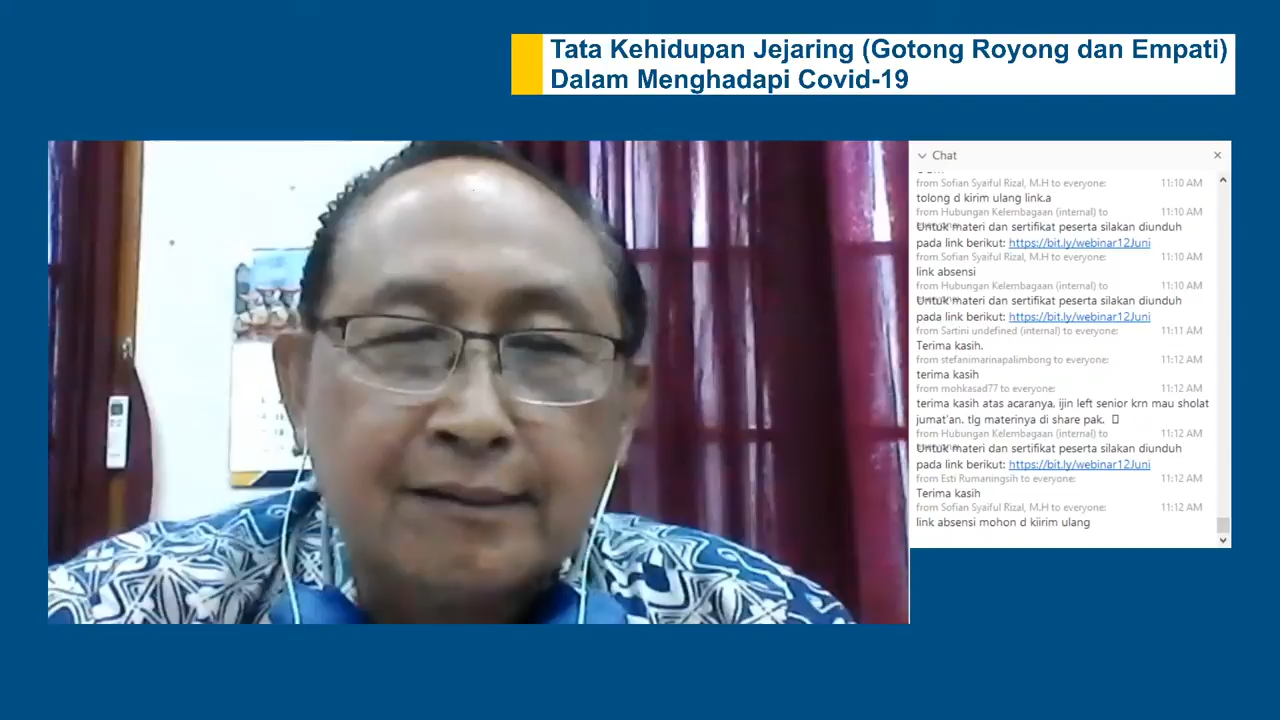 Tata Kehidupan Jejaring (Gotong Royong dan Empati)
Dalam Menghadapi Covid-19
Chat
from Sofian Syaiful Rizal, M.H to everyone: 11:10 AM
tolong d kirim ulang link.a
from Hubungan Kelembagaan (internal) to 11:10 AM
Untuk materi dan sertifikat peserta silakan diunduh
pada link berikut: https://bit.ly/webinar12Juni
from Sofian Syaiful Rizal, M.H to everyone: 11:10 AM
link absensi
from Hubungan Kelembagaan (internal) to 11:10 AM
Untuk materi dan sertifikat peserta silakan diunduh
pada link berikut: https://bit.ly/webinar12Juni
from Sartini undefined (internal) to everyone: 11:11 AM
Terima kasih.
from stefanimarinapalimbong to everyone: 11:12 AM
terima kasih
from mohkasad77 to everyone: 11:12 AM
terima kasih atas acaranya, ijin left senior krn mau sholat
jumat'an. tlg materinya di share pak.
from Hubungan Kelembagaan (internal) to 11:12 AM
Untuk materi dan sertifikat peserta silakan diunduh
pada link berikut: https://bit.ly/webinar12Juni
from Esti Rumaningsih to everyone: 11:12 AM
Terima kasih
from Sofian Syaiful Rizal, M.H to everyone: 11:12 AM
link absensi mohon d kiirim ulang